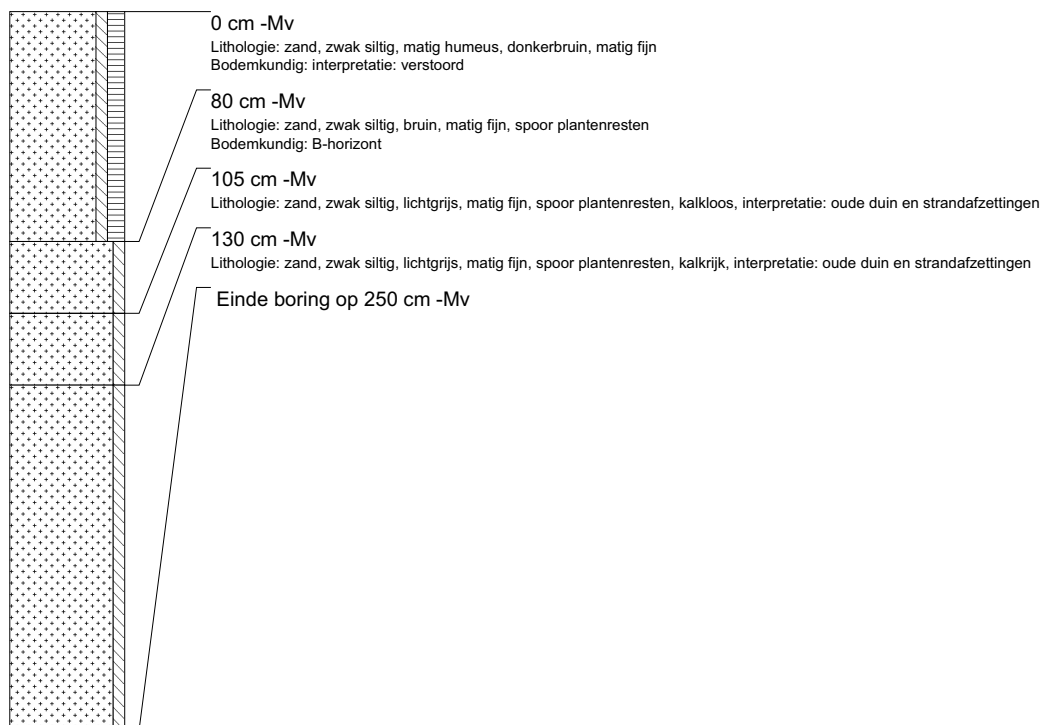 0 cm -Mv
Lithologie: zand, zwak siltig, matig humeus, donkerbruin, matig fijn
Bodemkundig: interpretatie: verstoord
80 cm -Mv
Lithologie: zand, zwak siltig, bruin, matig fijn, spoor plantenresten
Bodemkundig: B-horizont
105 cm -Mv
Lithologie: zand, zwak siltig, lichtgrijs, matig fijn, spoor plantenresten, kalkloos, interpretatie: oude duin en strandafzettingen
130 cm -Mv
Lithologie: zand, zwak siltig, lichtgrijs, matig fijn, spoor plantenresten, kalkrijk, interpretatie: oude duin en strandafzettingen
Einde boring op 250 cm -Mv